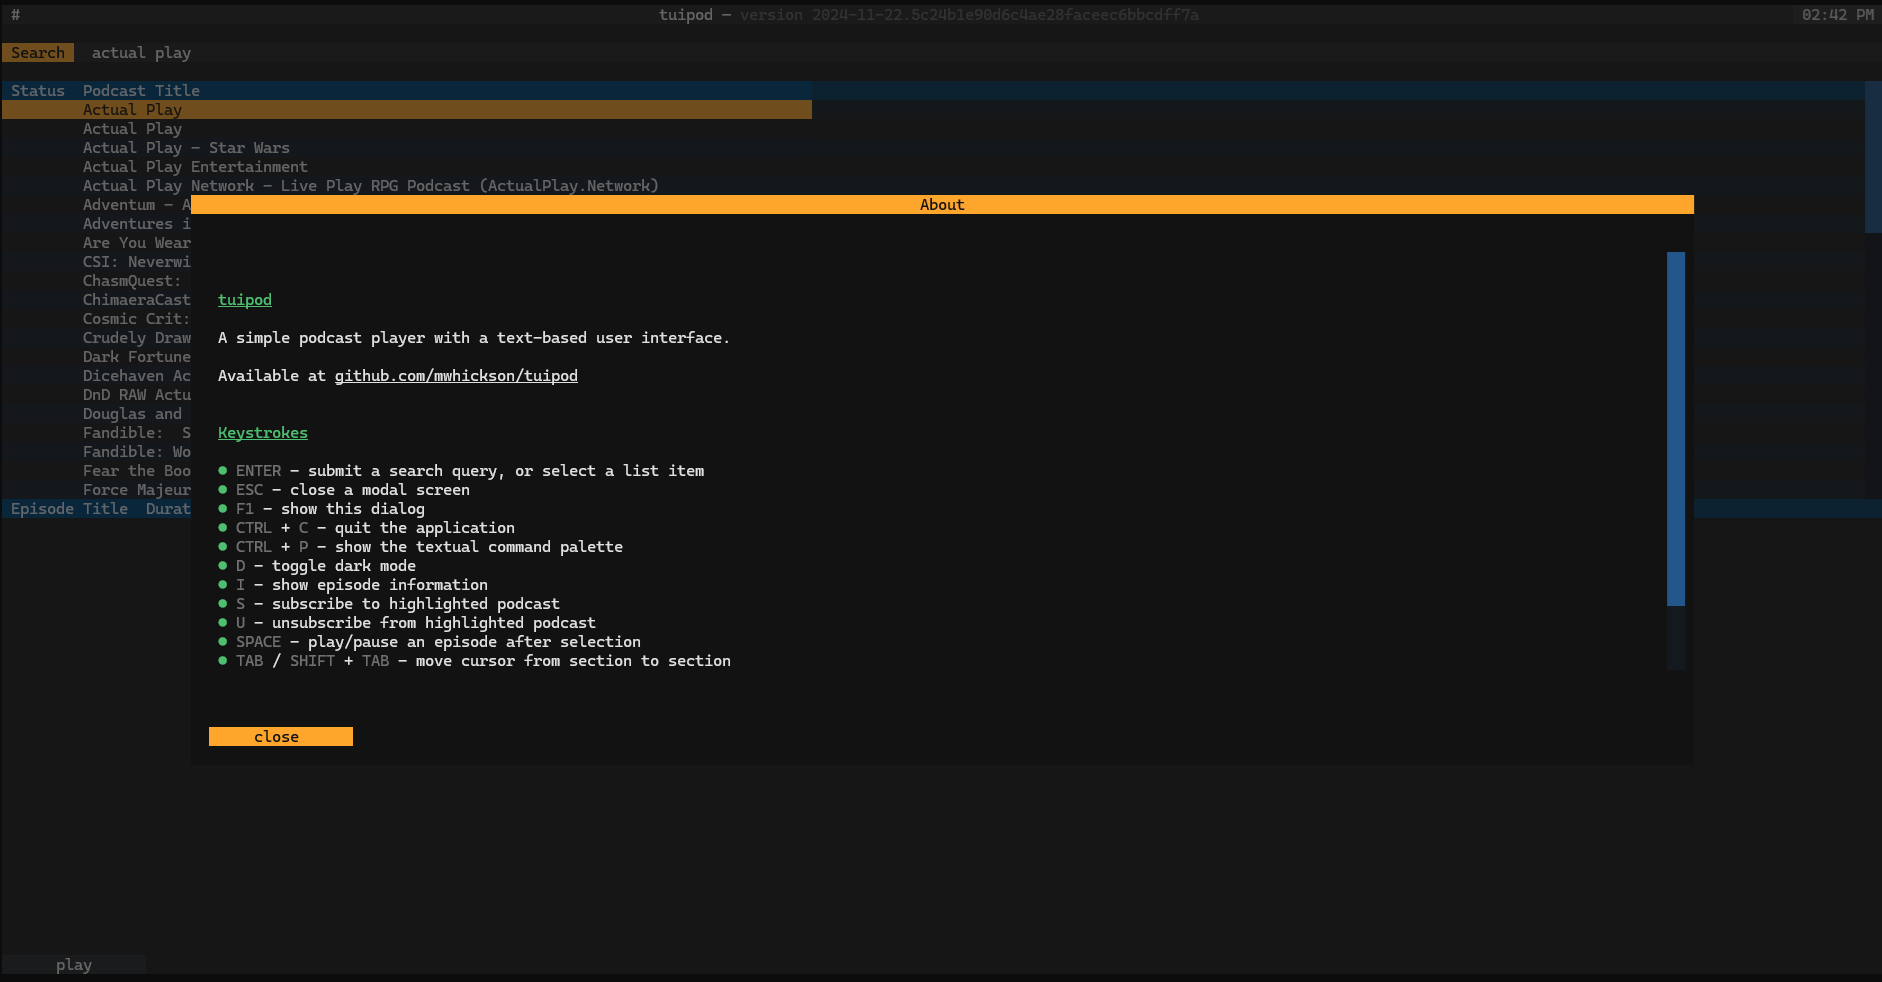 # tuipod — version 2024-11-22.5c24b1e90d6c4ae28faceec6bbcdff7a 02:42 PM
Search actual play
Status Podcast Title
Actual Play
Actual Play
Actual Play - Star Wars
Actual Play Entertainment
Actual Play Network - Live Play RPG Podcast (ActualPlay.Network)
Adventum - A
Adventures i
Are You Wear
CSI: Neverwi
ChasmQuest:
ChimaeraCast
Cosmic Crit:
Crudely Draw
Dark Fortune
Dicehaven Ac
DnD RAW Actu
Douglas and
Fandible: S
Fandible: Wo
Fear the Boo
Force Majeur
Episode Title Durat
About
tuipod
A simple podcast player with a text-based user interface.
Available at github.com/mwhickson/tuipod
Keystrokes
● ENTER - submit a search query, or select a list item
● ESC - close a modal screen
● F1 - show this dialog
● CTRL + C - quit the application
● CTRL + P - show the textual command palette
● D - toggle dark mode
● I - show episode information
● S - subscribe to highlighted podcast
● U - unsubscribe from highlighted podcast
● SPACE - play/pause an episode after selection
● TAB / SHIFT + TAB - move cursor from section to section
close
play